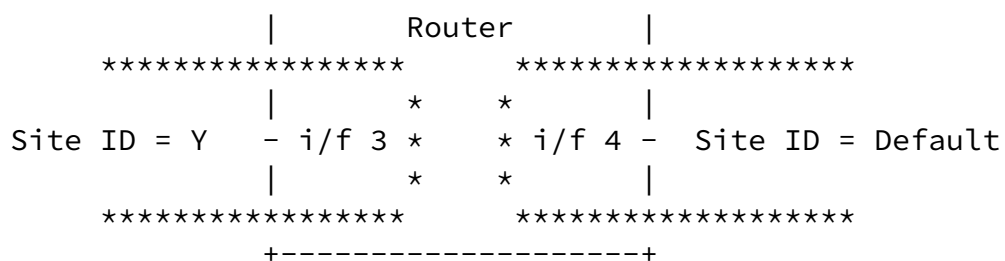 |       Router       |
      *****************      *******************
                  |       *    *       |
Site ID = Y   - i/f 3 *    * i/f 4 -  Site ID = Default
                  |       *    *       |
      *****************      *******************
                  +--------------------+